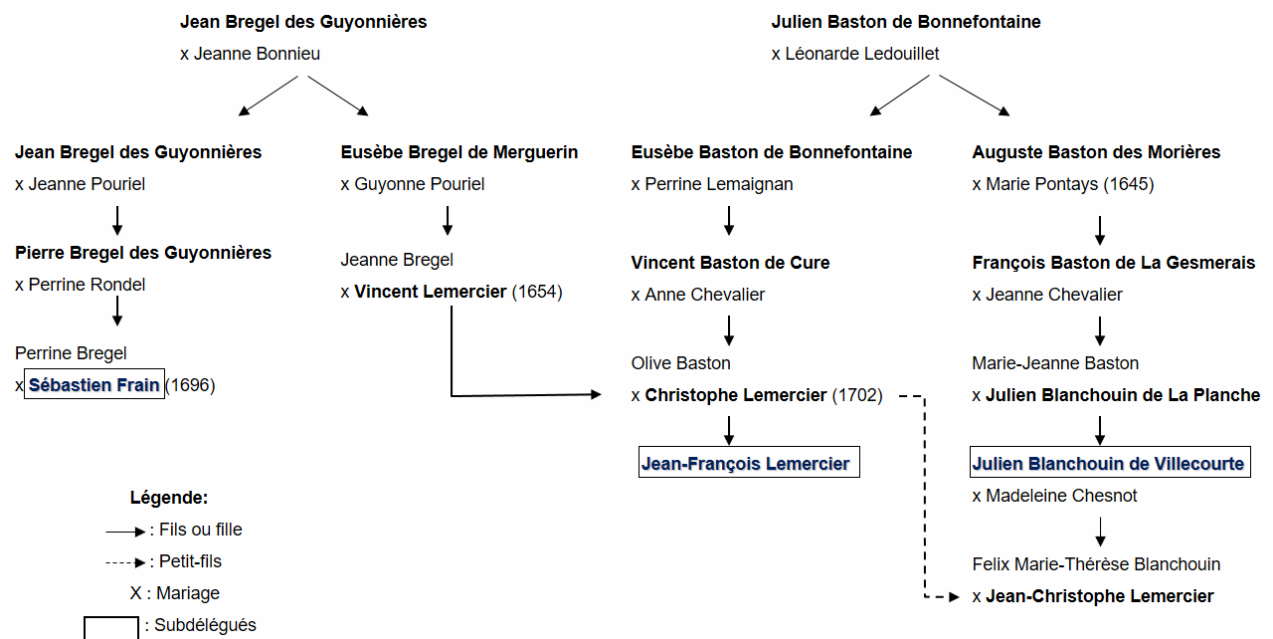 Jean Bregel des Guyonnières
x Jeanne Bonnieu
Julien Baston de Bonnefontaine
x Léonarde Ledouillet
Jean Bregel des Guyonnières
x Jeanne Pouriel
Eusèbe Bregel de Merguerin
x Guyonne Pouriel
Eusèbe Baston de Bonnefontaine
x Perrine Lemaignan
Auguste Baston des Morières
x Marie Pontays (1645)
Pierre Bregel des Guyonnières
x Perrine Rondel
Jeanne Bregel
x Vincent Lemercier (1654)
Vincent Baston de Cure
x Anne Chevalier
François Baston de La Gesmerais
x Jeanne Chevalier
Perrine Bregel
x Sébastien Frain (1696)
Olive Baston
x Christophe Lemercier (1702)
Marie-Jeanne Baston
x Julien Blanchouin de La Planche
Jean-François Lemercier
Julien Blanchouin de Villecourte
x Madeleine Chesnot
Felix Marie-Thérèse Blanchouin
x Jean-Christophe Lemercier
Légende:
: Fils ou fille
: Petit-fils
X : Mariage
: Subdélégués